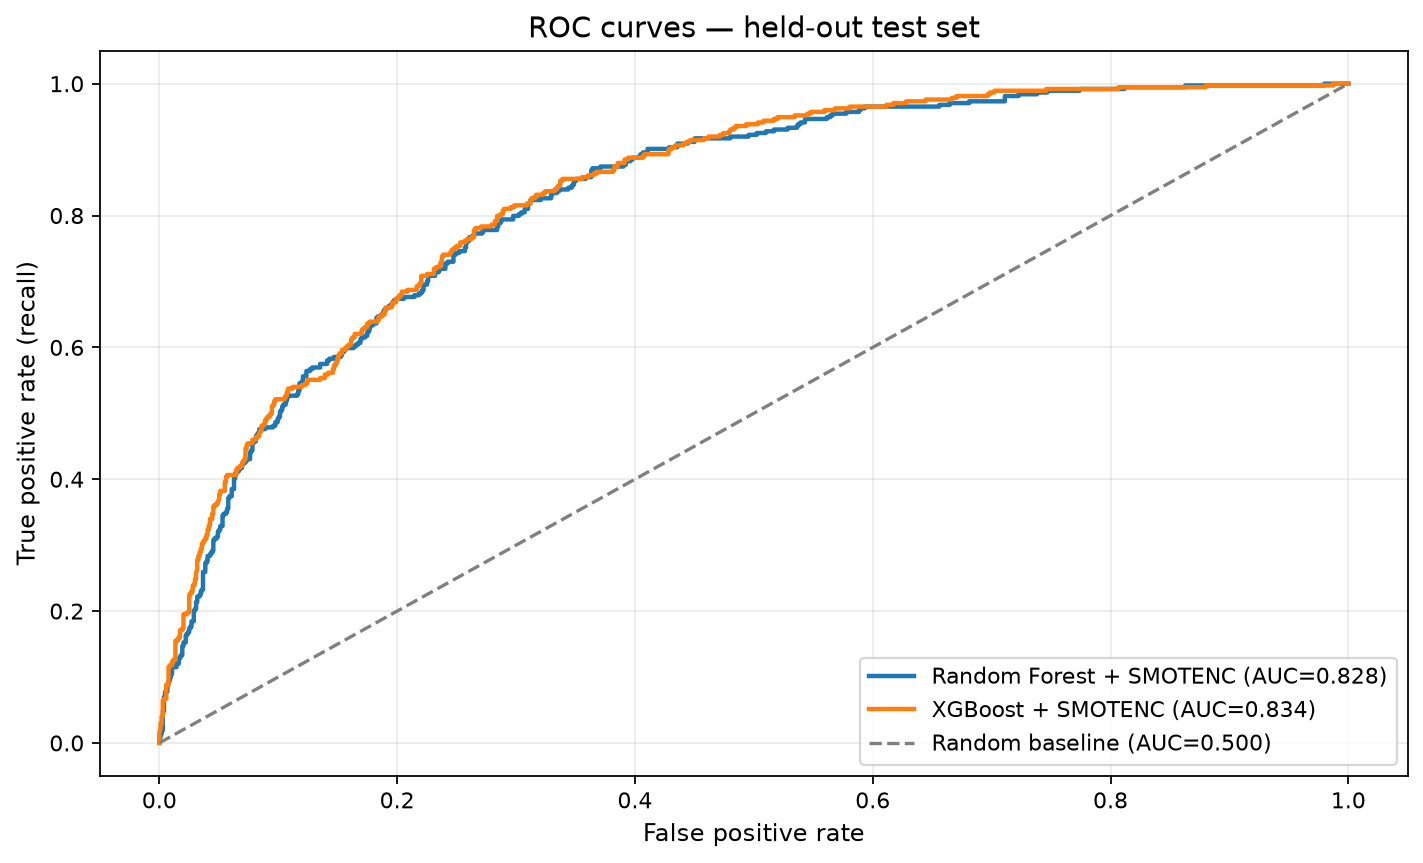 ROC curves — held-out test set
True positive rate (recall)
1.0
0.8
0.6
0.4
0.2
0.0
Random Forest + SMOTENC (AUC=0.828)
XGBoost + SMOTENC (AUC=0.834)
Random baseline (AUC=0.500)
0.0 0.2 0.4 0.6 0.8 1.0
False positive rate